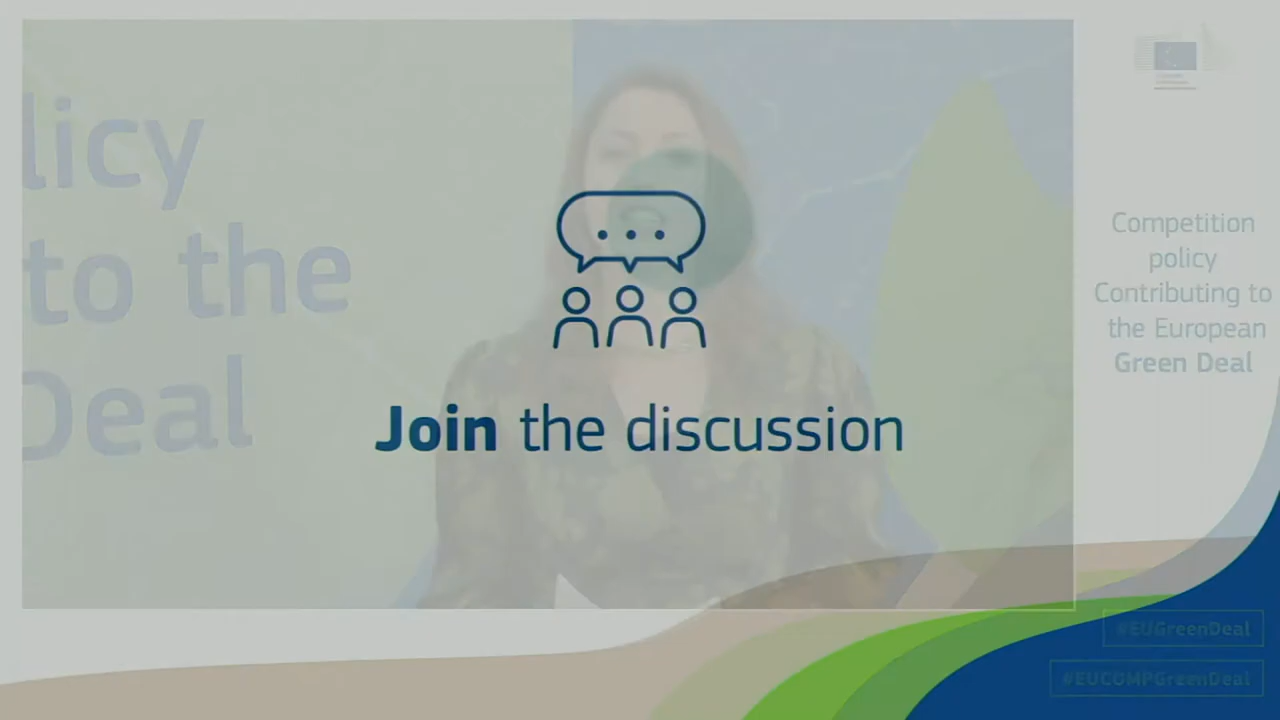 licy
to the
Deal
Join the discussion
Competition
policy
Contributing to
the European
Green Deal
#EUGreenDeal
#EUCOMPGreenDeal